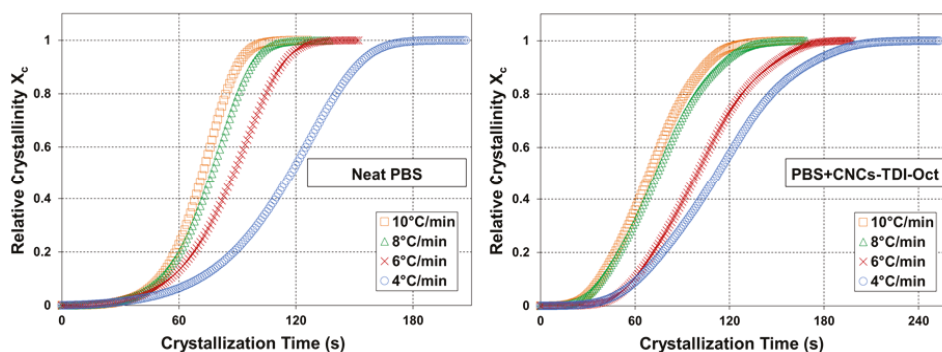 1
0.8
0.6
0.4
0.2
0
Relative Crystallinity Xc
Neat PBS
10°C/min
8°C/min
6°C/min
4°C/min
0 60 120 180
Crystallization Time (s)
1
0.8
0.6
0.4
0.2
0
Relative Crystallinity Xc
PBS+CNCs-TDI-Oct
10°C/min
8°C/min
6°C/min
4°C/min
0 60 120 180 240
Crystallization Time (s)